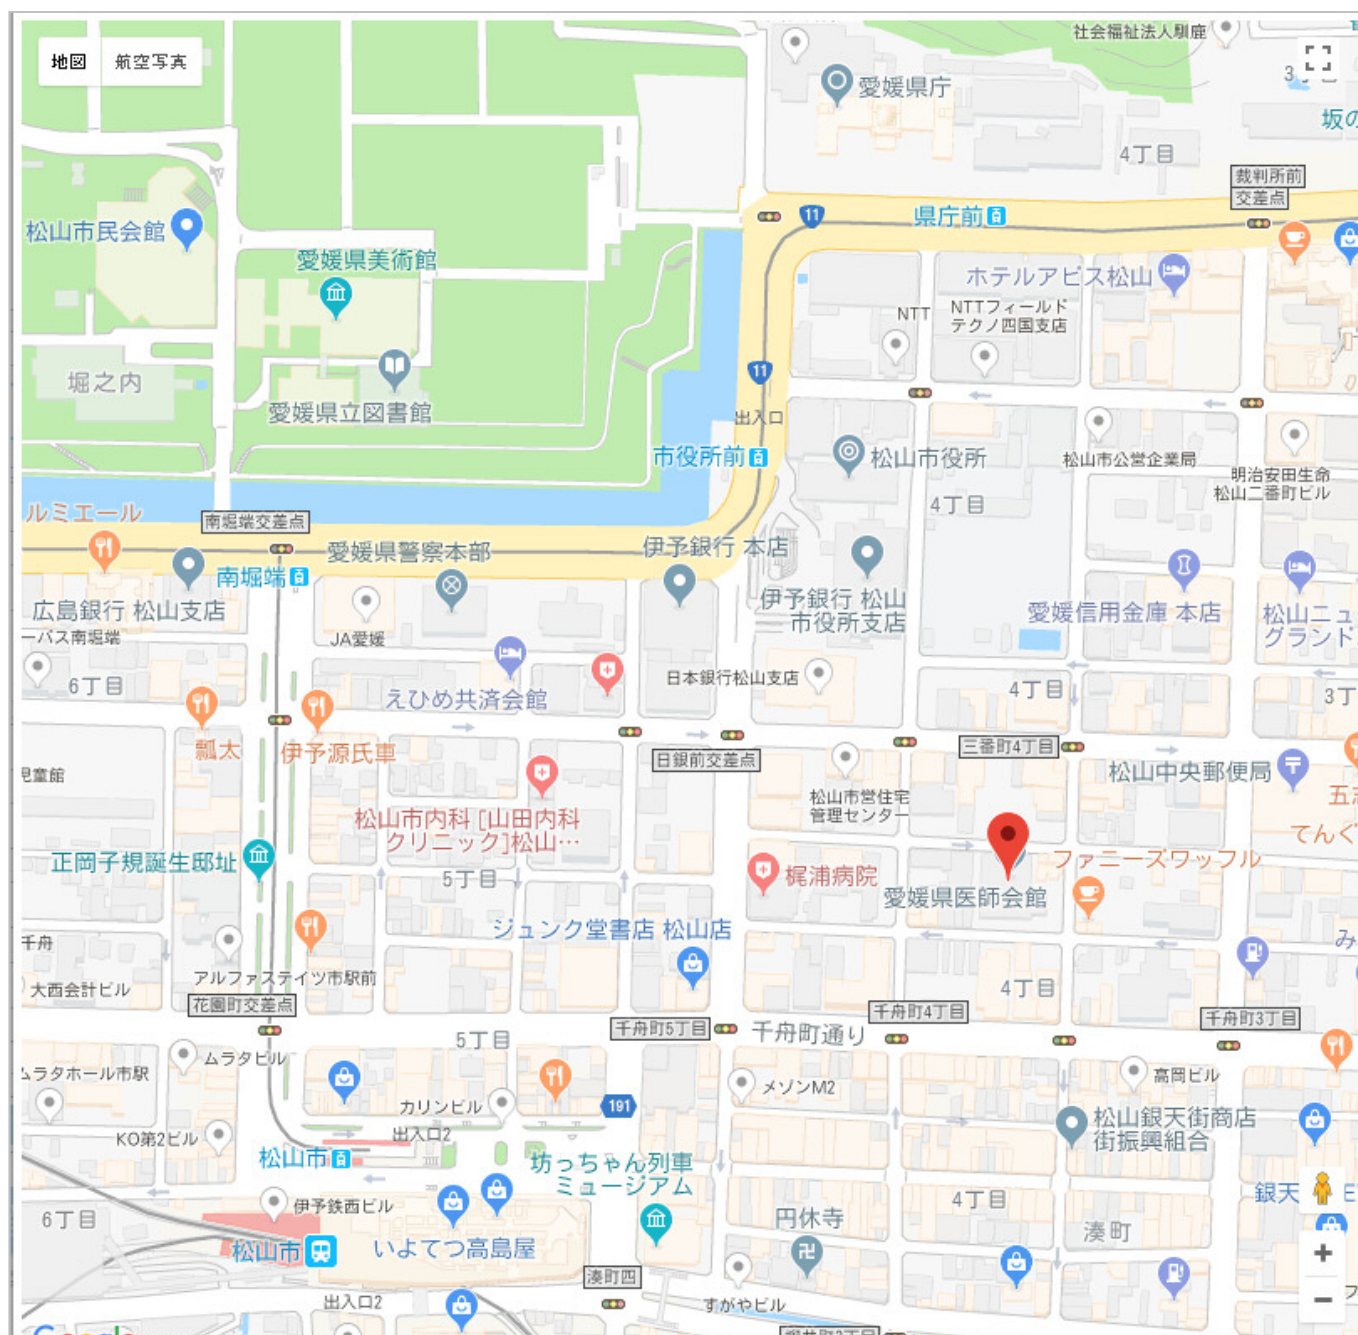 地図
航空写真
社会福祉法人馴鹿
愛媛県庁
4丁目
裁判所前
交差点
11
県庁前
松山市民会館
愛媛県美術館
ホテルアビス松山
NTT
NTTフィールド
テクノ四国支店
堀之内
愛媛県立図書館
11
出入口
市役所前
松山市役所
松山市公営企業局
明治安田生命
松山二番町ビル
4丁目
ルミエール
南堀端交差点
愛媛県警察本部
伊予銀行 本店
南堀端
広島銀行 松山支店
伊予銀行 松山
市役所支店
愛媛信用金庫 本店
松山ニュ
グランド
ーバス南堀端
JA愛媛
6丁目
えひめ共済会館
日本銀行松山支店
4丁目
3丁
瓢太
伊予源氏車
日銀前交差点
三番町4丁目
児童館
松山市営住宅
管理センター
松山中央郵便局
五志
てんぐ
松山市内科 [山田内科
クリニック]松山…
正岡子規誕生邸址
5丁目
梶浦病院
ファニーズワッフル
愛媛県医師会館
ジュンク堂書店 松山店
千舟
み
アルファステイツ市駅前
大西会計ビル
花園町交差点
4丁目
千舟町5丁目
千舟町通り
千舟町4丁目
千舟町3丁目
5丁目
ムラタビル
ムラタホール市駅
カリンビル
191
メゾンM2
高岡ビル
KO第2ビル
出入口2
松山市
松山銀天街商店
街振興組合
坊っちゃん列車
ミュージアム
伊予鉄西ビル
6丁目
松山市
いよてつ高島屋
円休寺
4丁目
湊町
銀天
湊町四
出入口2
すがやビル
Google